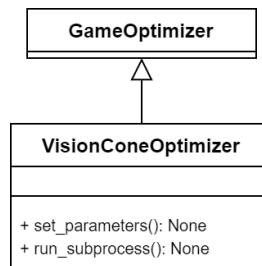 GameOptimizer
VisionConeOptimizer
+ set_parameters(): None
+ run_subprocess(): None